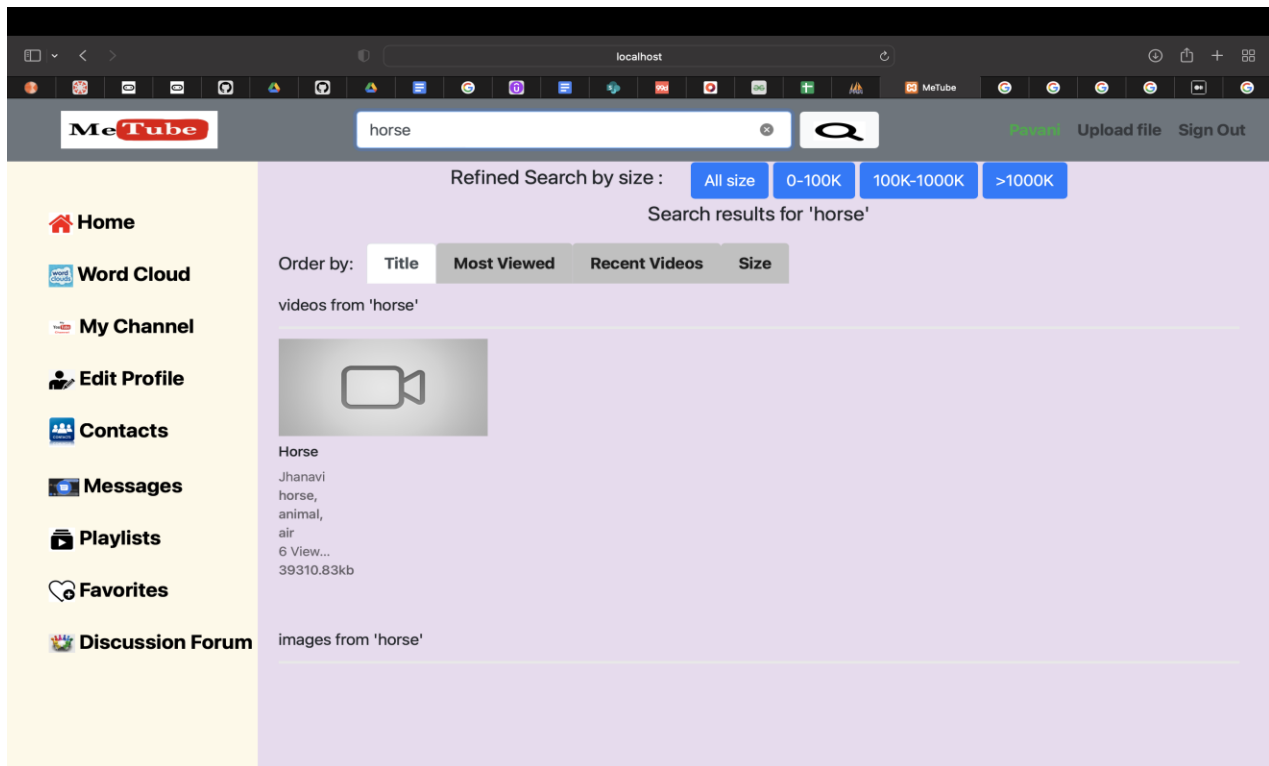 localhost
MeTube
MeTube
horse
Pavani Upload file Sign Out
Refined Search by size : All size 0-100K 100K-1000K >1000K
Search results for 'horse'
Home
Word Cloud
My Channel
Edit Profile
Contacts
Messages
Playlists
Favorites
Discussion Forum
Order by: Title Most Viewed Recent Videos Size
videos from 'horse'
Horse
Jhanavi
horse,
animal,
air
6 View...
39310.83kb
images from 'horse'